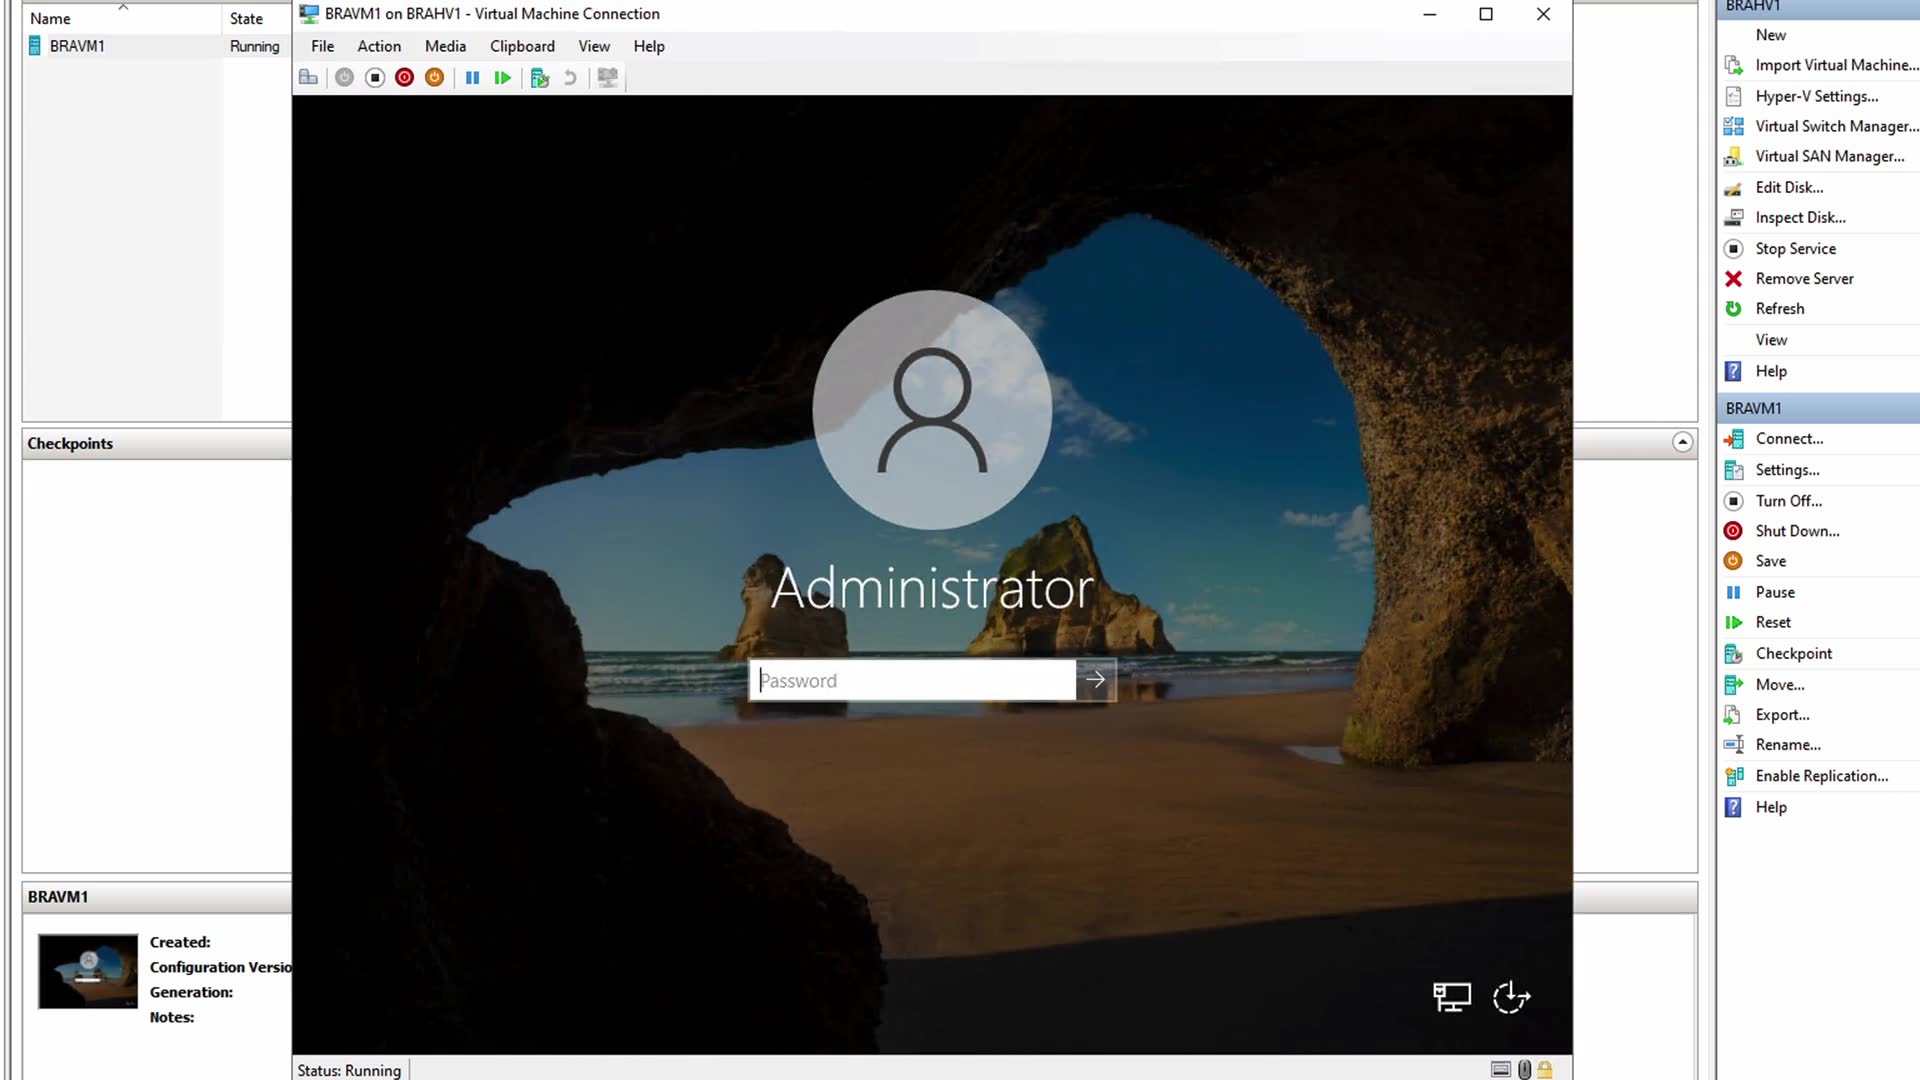 Name
State
BRAVM1
Running
Checkpoints
BRAVM1
Created:
Configuration Versio
Generation:
Notes:
BRAVM1 on BRAHV1 - Virtual Machine Connection
File Action Media Clipboard View Help
Administrator
Password
Status: Running
BRAHV1
New
Import Virtual Machine...
Hyper-V Settings...
Virtual Switch Manager...
Virtual SAN Manager...
Edit Disk...
Inspect Disk...
Stop Service
Remove Server
Refresh
View
Help
BRAVM1
Connect...
Settings...
Turn Off...
Shut Down...
Save
Pause
Reset
Checkpoint
Move...
Export...
Rename...
Enable Replication...
Help